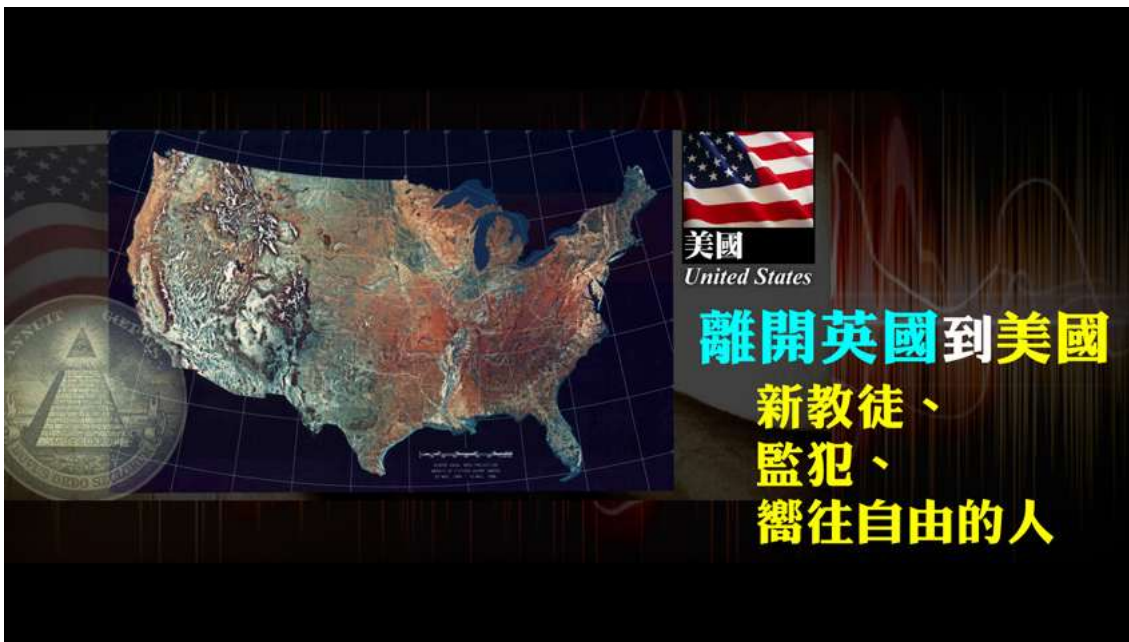 美國
United States
離開英國到美國
新教徒、
監犯、
嚮往自由的人